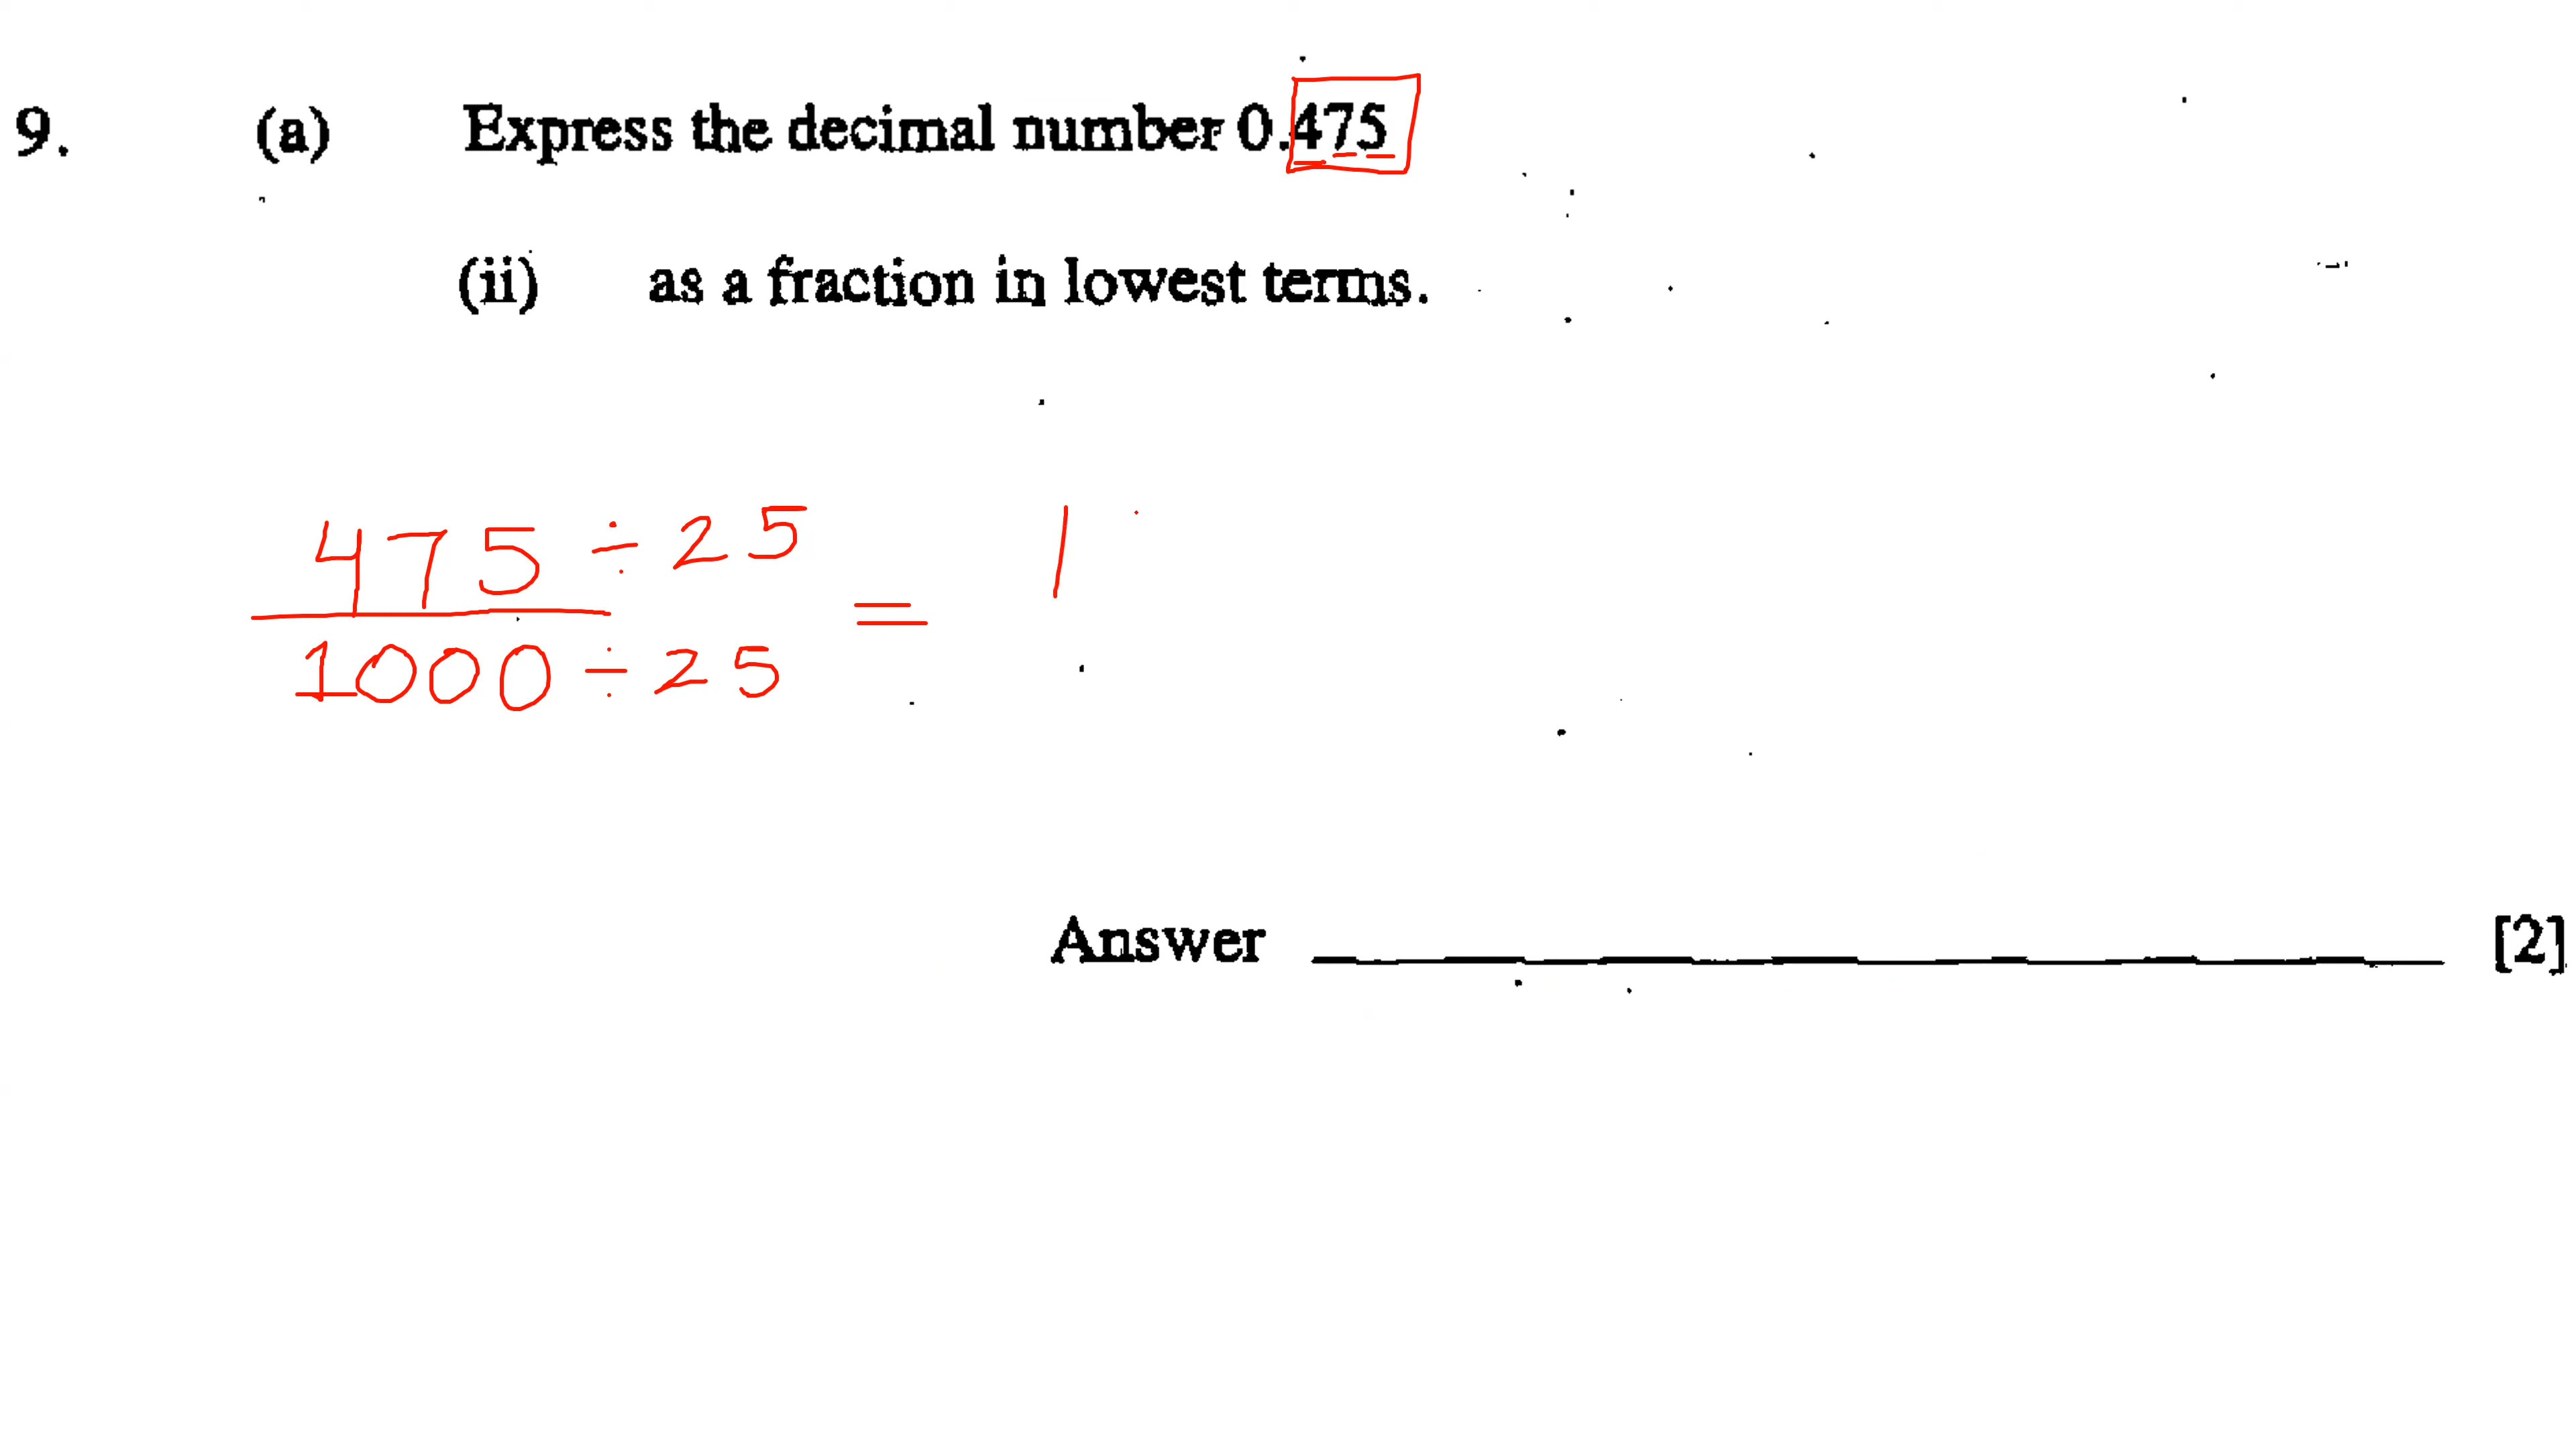 9. (a) Express the decimal number 0.475
(ii) as a fraction in lowest terms.
475 ÷ 25
= 1
1000 ÷ 25
Answer ____________________ [2]